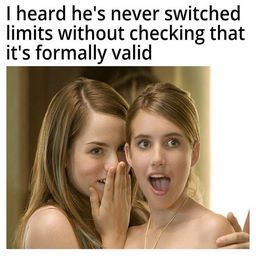 I heard he's never switched
limits without checking that
it's formally valid